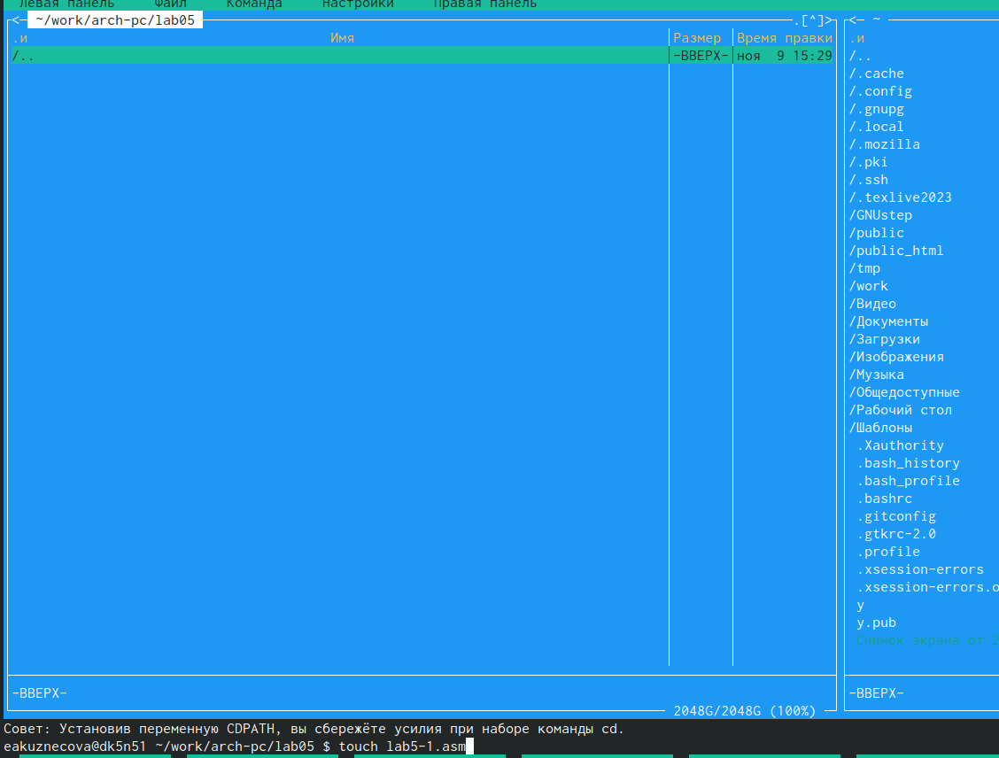 Левая панель Файл Команда Настройки Правая панель
<— ~/work/arch-pc/lab05 .[^]>
.и Имя Размер Время правки
/.. -ВВЕРХ- ноя 9 15:29
-ВВЕРХ-
2048G/2048G (100%)
<— ~
.и
/..
/.cache
/.config
/.gnupg
/.local
/.mozilla
/.pki
/.ssh
/.texlive2023
/GNUstep
/public
/public_html
/tmp
/work
/Видео
/Документы
/Загрузки
/Изображения
/Музыка
/Общедоступные
/Рабочий стол
/Шаблоны
.Xauthority
.bash_history
.bash_profile
.bashrc
.gitconfig
.gtkrc-2.0
.profile
.xsession-errors
.xsession-errors.o
y
y.pub
Снимок экрана от 2
-ВВЕРХ-
Совет: Установив переменную CDPATH, вы сбережёте усилия при наборе команды cd.
eakuznecova@dk5n51 ~/work/arch-pc/lab05 $ touch lab5-1.asm